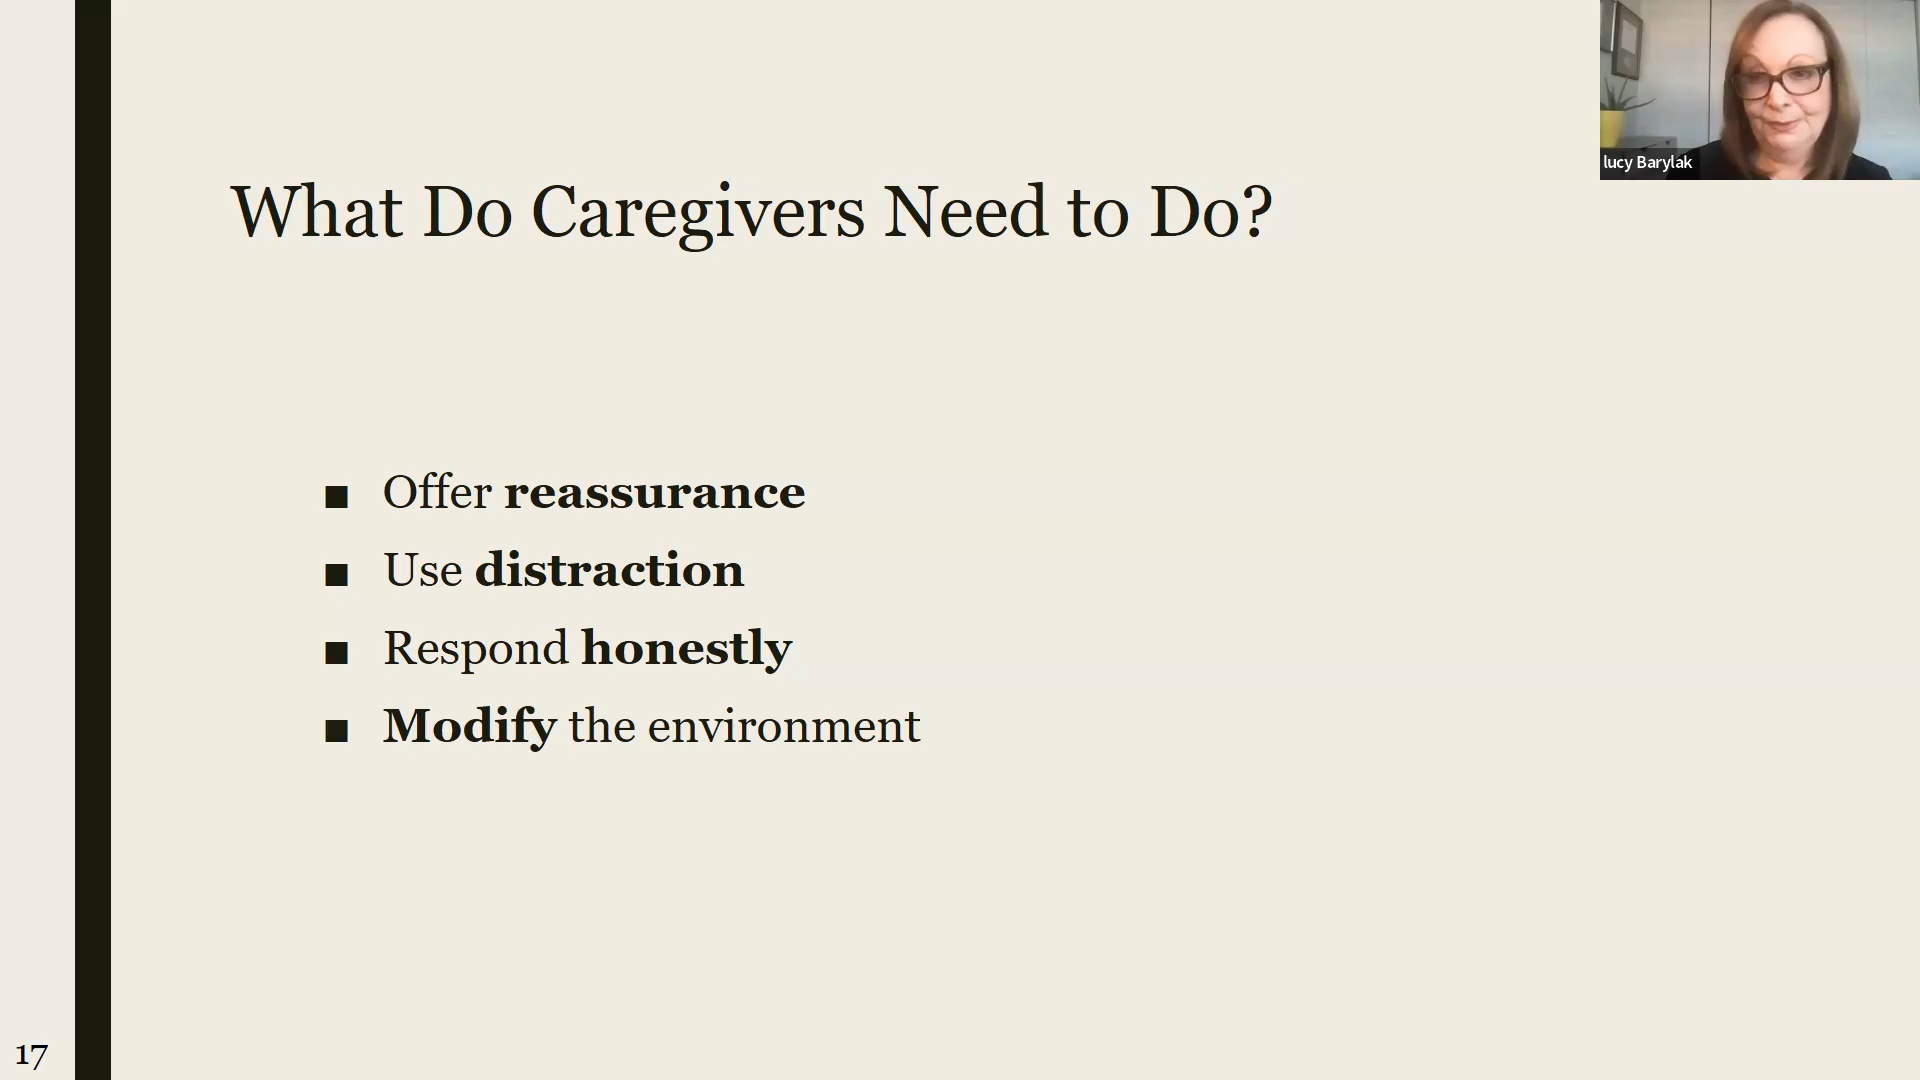 lucy Barylak
What Do Caregivers Need to Do?
■ Offer reassurance
■ Use distraction
■ Respond honestly
■ Modify the environment
17